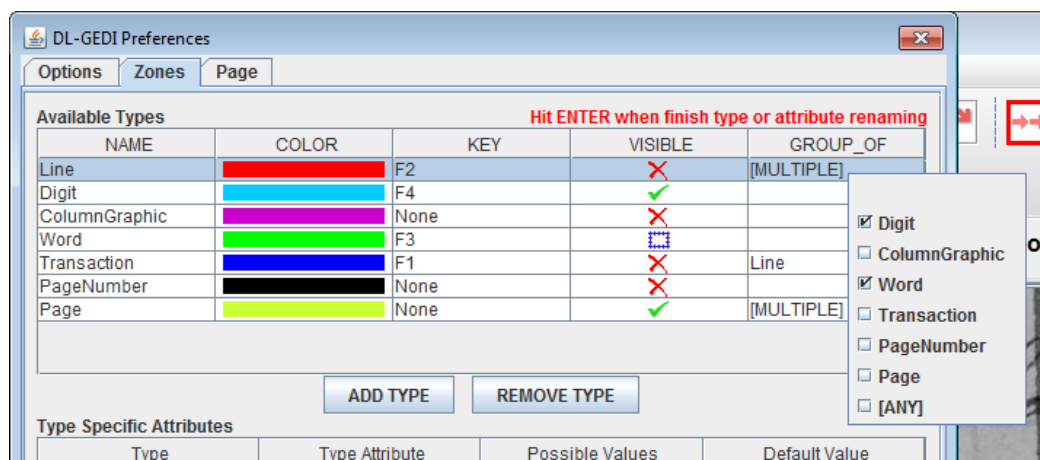 DL-GEDI Preferences
Options Zones Page
Available Types Hit ENTER when finish type or attribute renaming
NAME COLOR KEY VISIBLE GROUP_OF
Line F2 [MULTIPLE]
Digit F4
ColumnGraphic None
Word F3
Transaction F1 Line
PageNumber None
Page None [MULTIPLE]
Digit
ColumnGraphic
Word
Transaction
PageNumber
Page
[ANY]
ADD TYPE REMOVE TYPE
Type Specific Attributes
Type Type Attribute Possible Values Default Value